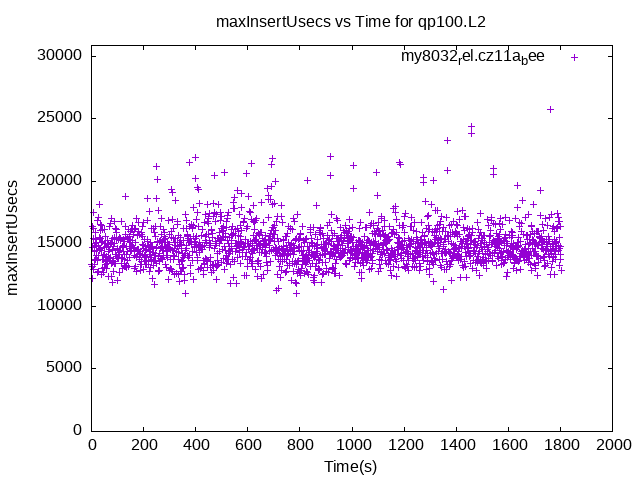 maxInsertUsecs vs Time for qp100.L2
my8032rel.cz11abee
30000
25000
20000
15000
10000
5000
0
maxInsertUsecs
0 200 400 600 800 1000 1200 1400 1600 1800 2000
Time(s)